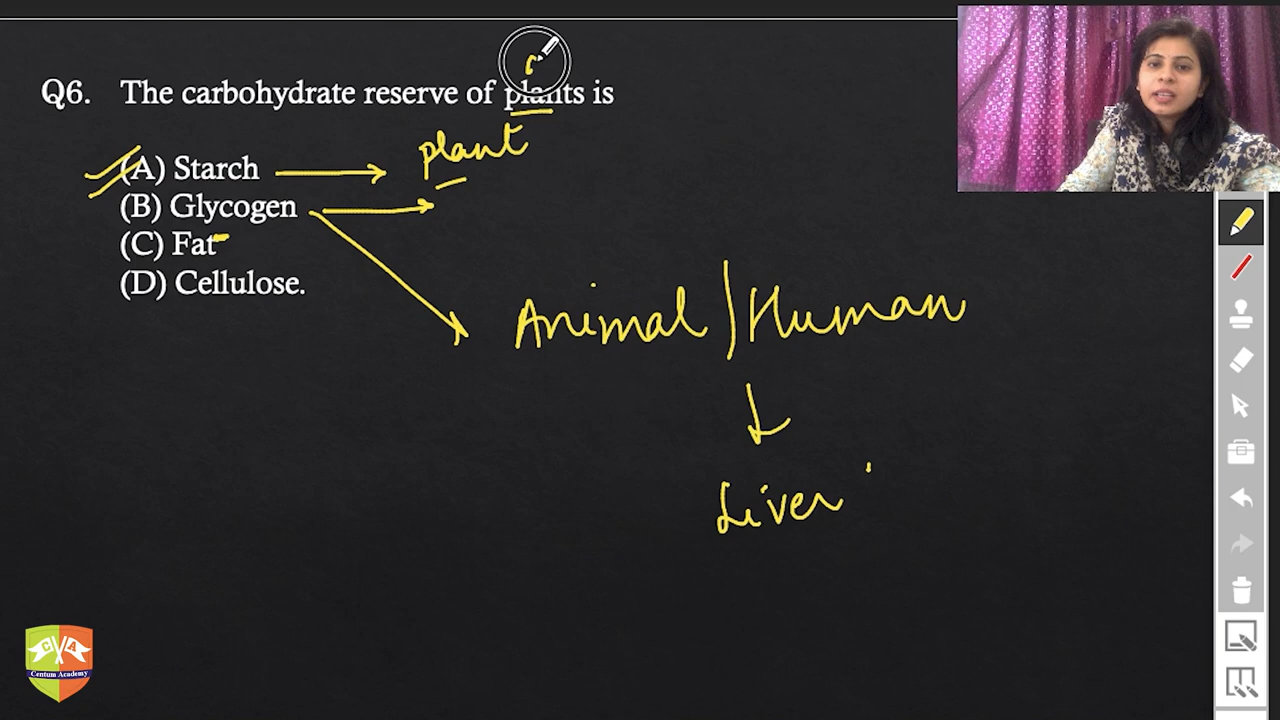 Q6. The carbohydrate reserve of plants is
(A) Starch → plant
(B) Glycogen →
(C) Fat
(D) Cellulose.
Animal / Human
↓
Liver
C A
Centum Academy